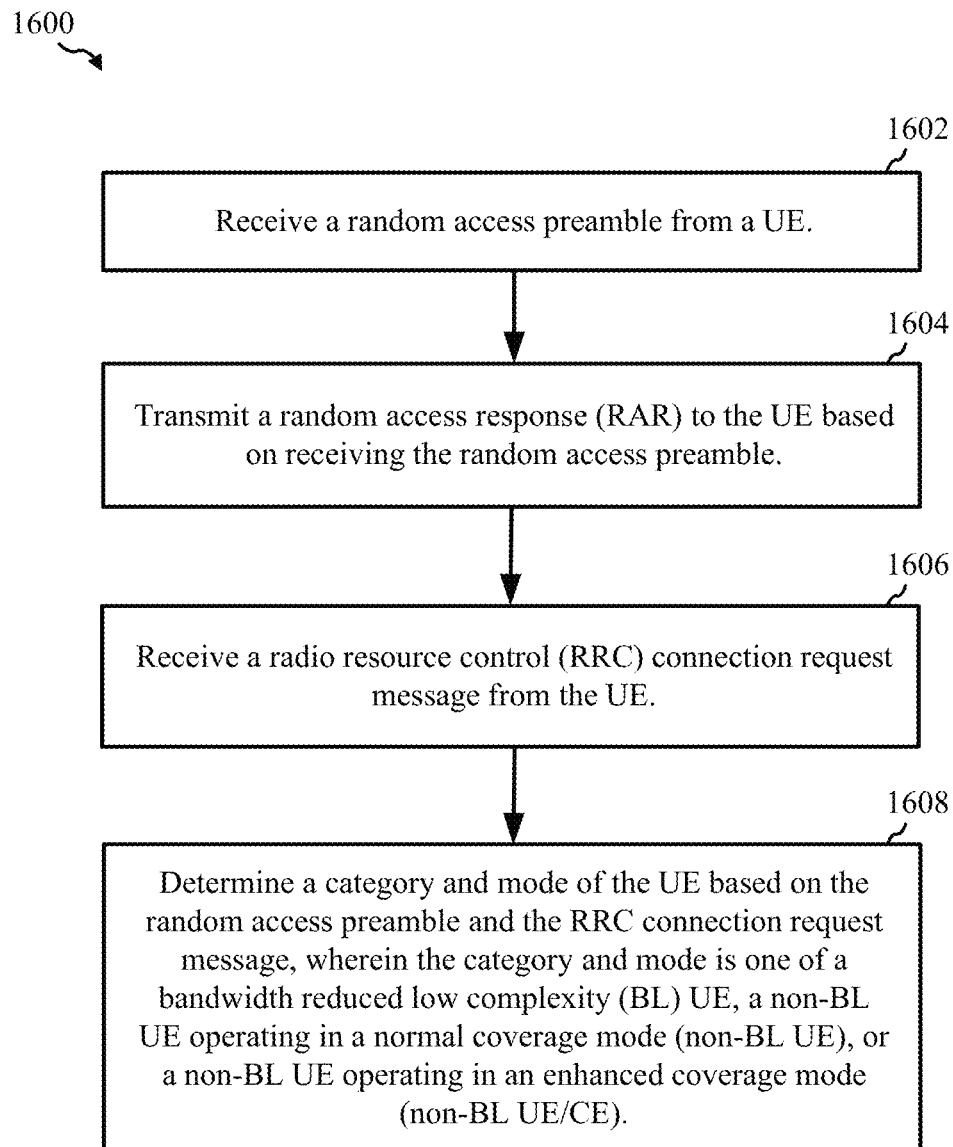 1600
1602
Receive a random access preamble from a UE.
1604
Transmit a random access response (RAR) to the UE based
on receiving the random access preamble.
1606
Receive a radio resource control (RRC) connection request
message from the UE.
1608
Determine a category and mode of the UE based on the
random access preamble and the RRC connection request
message, wherein the category and mode is one of a
bandwidth reduced low complexity (BL) UE, a non-BL
UE operating in a normal coverage mode (non-BL UE), or
a non-BL UE operating in an enhanced coverage mode
(non-BL UE/CE).